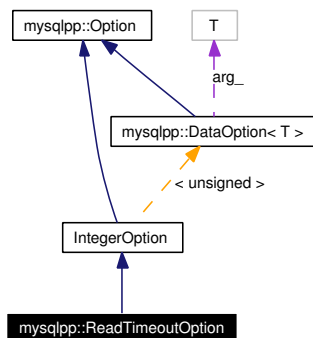 mysqlpp::Option
T
arg_
mysqlpp::DataOption< T >
< unsigned >
IntegerOption
mysqlpp::ReadTimeoutOption